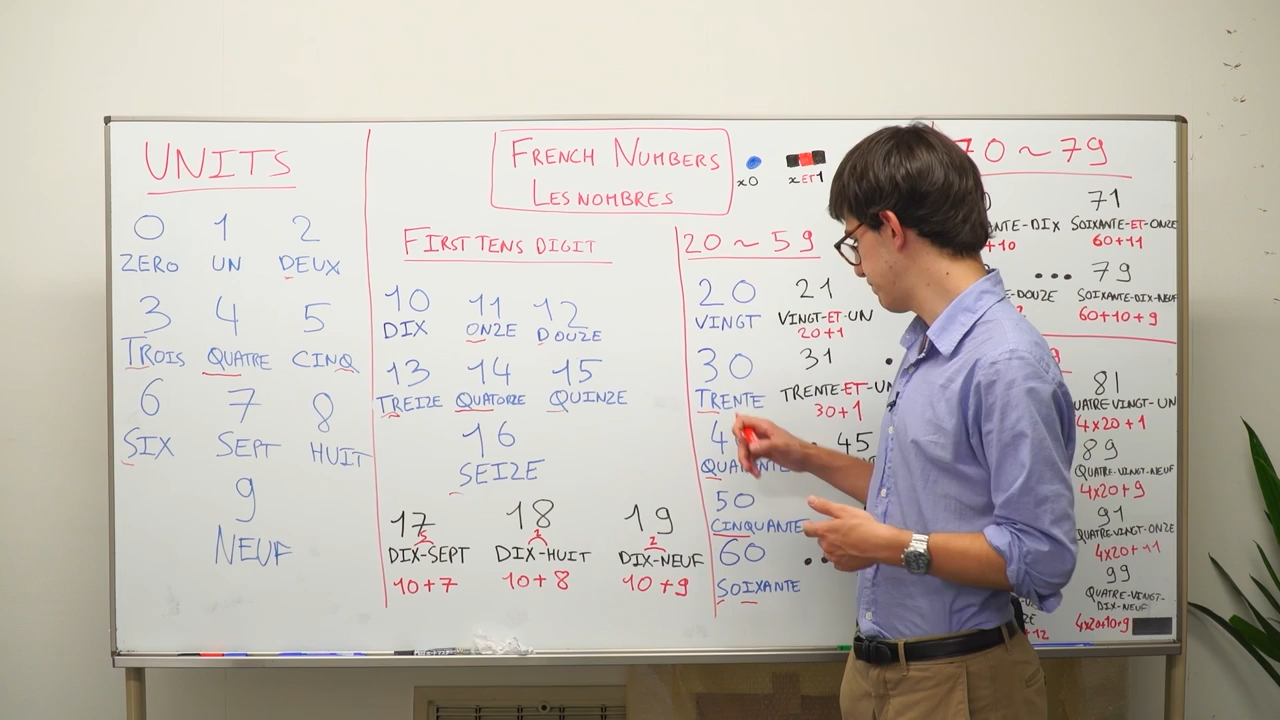 UNITS
0 1 2
ZERO UN DEUX
3 4 5
TROIS QUATRE CINQ
6 7 8
SIX SEPT HUIT
9
NEUF
FRENCH NUMBERS
LES NOMBRES
x0 xET1
FIRST TENS DIGIT
10 11 12
DIX ONZE DOUZE
13 14 15
TREIZE QUATORZE QUINZE
16
SEIZE
17 18 19
DIX-SEPT DIX-HUIT DIX-NEUF
10+7 10+8 10+9
20 ~ 59
20 21
VINGT VINGT-ET-UN
20+1
30 31
TRENTE TRENTE-ET-UN
30+1
45
50
CINQUANTE
60
SOIXANTE
70 ~ 79
71
ANTE-DIX SOIXANTE-ET-ONZE
+10 60+11
... 79
E-DOUZE SOIXANTE-DIX-NEUF
60+10+9
81
QUATRE-VINGT-UN
4x20+1
89
QUATRE-VINGT-NEUF
4x20+9
91
QUATRE-VINGT-ONZE
4x20+11
99
QUATRE-VINGT-
DIX-NEUF
+12 4x20+10+9